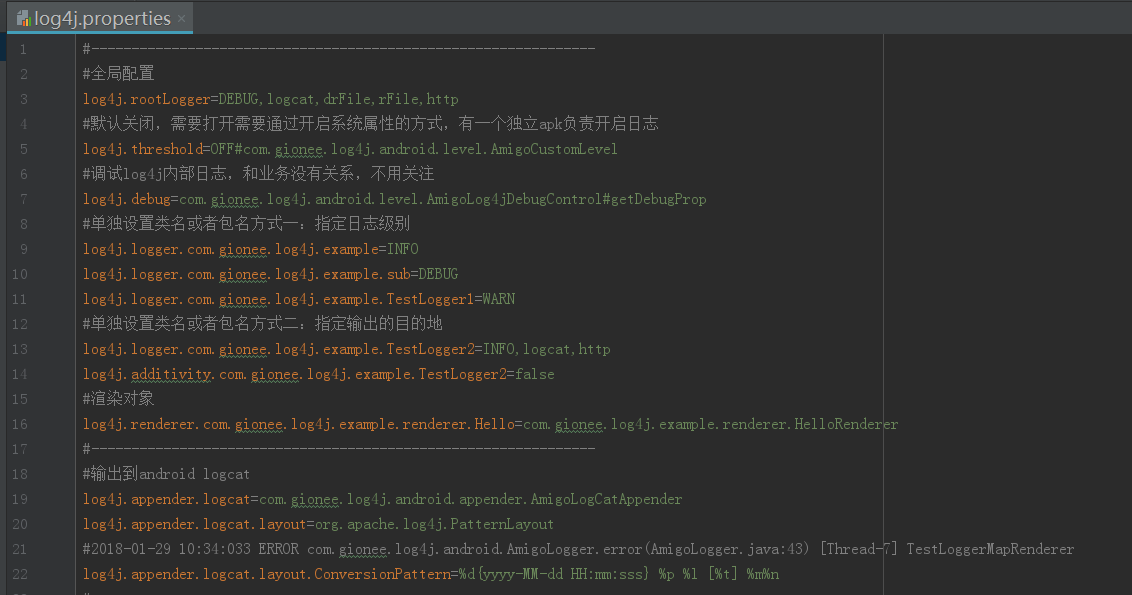 log4j.properties
1 #---------------------------------------------------------------
2 #全局配置
3 log4j.rootLogger=DEBUG,logcat,drFile,rFile,http
4 #默认关闭，需要打开需要通过开启系统属性的方式，有一个独立apk负责开启日志
5 log4j.threshold=OFF#com.gionee.log4j.android.level.AmigoCustomLevel
6 #调试log4j内部日志，和业务没有关系，不用关注
7 log4j.debug=com.gionee.log4j.android.level.AmigoLog4jDebugControl#getDebugProp
8 #单独设置类名或者包名方式一：指定日志级别
9 log4j.logger.com.gionee.log4j.example=INFO
10 log4j.logger.com.gionee.log4j.example.sub=DEBUG
11 log4j.logger.com.gionee.log4j.example.TestLogger1=WARN
12 #单独设置类名或者包名方式二：指定输出的目的地
13 log4j.logger.com.gionee.log4j.example.TestLogger2=INFO,logcat,http
14 log4j.additivity.com.gionee.log4j.example.TestLogger2=false
15 #渲染对象
16 log4j.renderer.com.gionee.log4j.example.renderer.Hello=com.gionee.log4j.example.renderer.HelloRenderer
17 #---------------------------------------------------------------
18 #输出到android logcat
19 log4j.appender.logcat=com.gionee.log4j.android.appender.AmigoLogCatAppender
20 log4j.appender.logcat.layout=org.apache.log4j.PatternLayout
21 #2018-01-29 10:34:033 ERROR com.gionee.log4j.android.AmigoLogger.error(AmigoLogger.java:43) [Thread-7] TestLoggerMapRenderer
22 log4j.appender.logcat.layout.ConversionPattern=%d{yyyy-MM-dd HH:mm:sss} %p %l [%t] %m%n